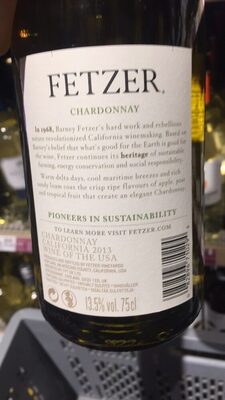 FETZER
CHARDONNAY
In 1968, Barney Fetzer's hard work and rebellious
nature revolutionized California winemaking. Based on
Barney's belief that what's good for the Earth is good for
the wine, Fetzer continues its heritage of sustainable
farming, energy conservation and social responsibility.
Warm delta days, cool maritime breezes and rich
sandy loam coax the crisp ripe flavours of apple, pear
and tropical fruit that create an elegant Chardonnay.
PIONEERS IN SUSTAINABILITY
TO LEARN MORE VISIT FETZER.COM
CHARDONNAY
CALIFORNIA 2013
WINE OF THE USA
13.5% vol. 75cl